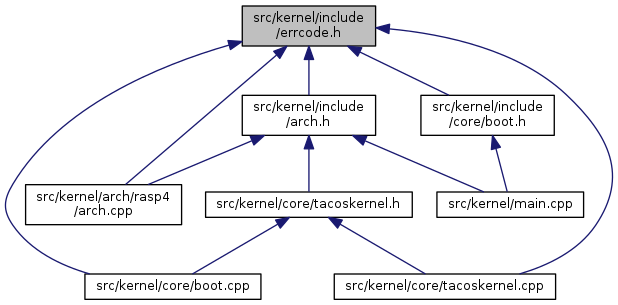 src/kernel/include
/errcode.h
src/kernel/include
/arch.h
src/kernel/include
/core/boot.h
src/kernel/arch/rasp4
/arch.cpp
src/kernel/core/tacoskernel.h
src/kernel/main.cpp
src/kernel/core/boot.cpp
src/kernel/core/tacoskernel.cpp